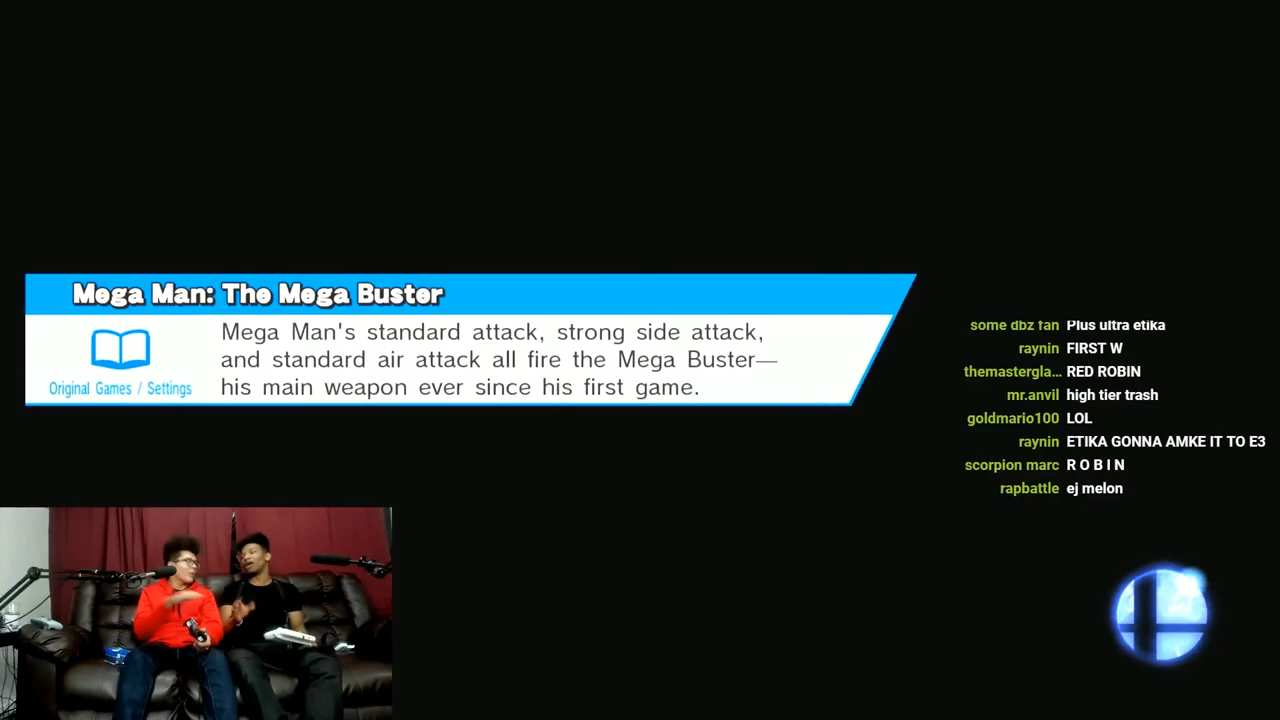 Mega Man: The Mega Buster
Mega Man's standard attack, strong side attack,
and standard air attack all fire the Mega Buster—
his main weapon ever since his first game.
Original Games / Settings
some dbz fan Plus ultra etika
raynin FIRST W
themastergla... RED ROBIN
mr.anvil high tier trash
goldmario100 LOL
raynin ETIKA GONNA AMKE IT TO E3
scorpion marc R O B I N
rapbattle ej melon